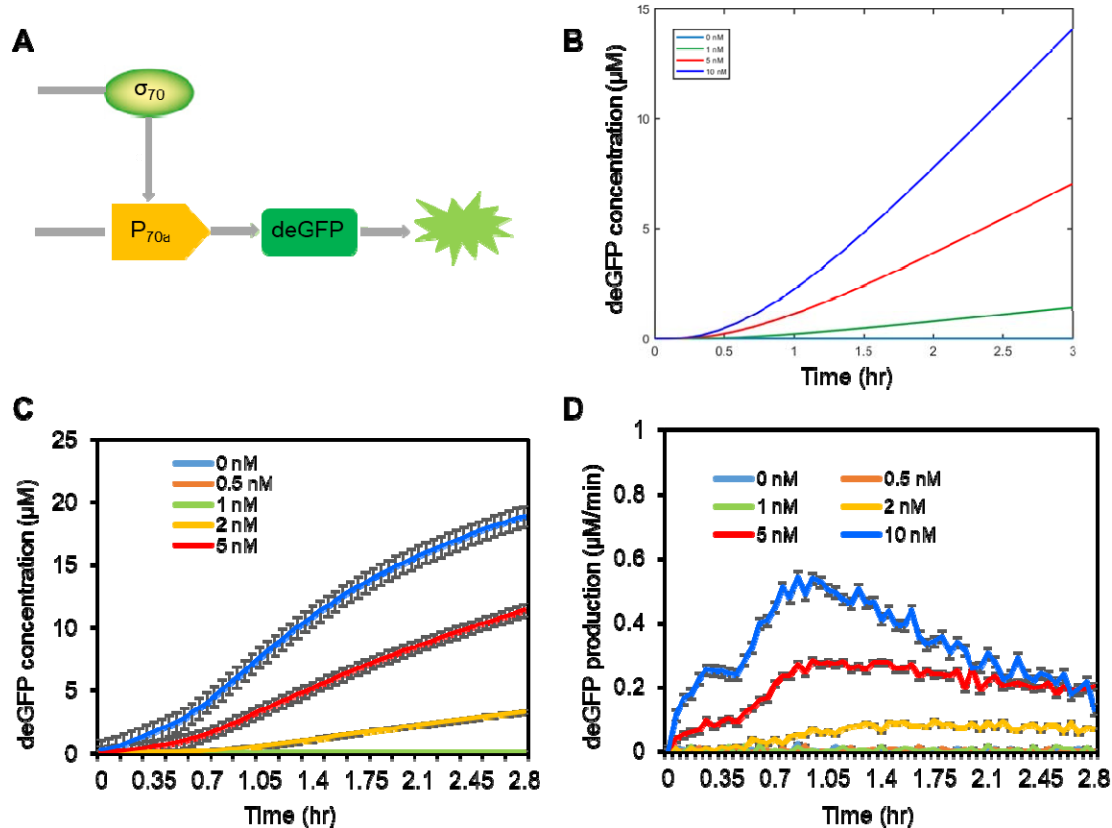 A
σ70
P70a
deGFP
B
deGFP concentration (µM)
15
10
5
0
0 nM
1 nM
5 nM
10 nM
0 0.5 1 1.5 2 2.5 3
Time (hr)
C
deGFP concentration (µM)
25
20
15
10
5
0
0 nM
0.5 nM
1 nM
2 nM
5 nM
0 0.35 0.7 1.05 1.4 1.75 2.1 2.45 2.8
Time (hr)
D
deGFP production (µM/min)
1
0.8
0.6
0.4
0.2
0
0 nM 0.5 nM
1 nM 2 nM
5 nM 10 nM
0 0.35 0.7 1.05 1.4 1.75 2.1 2.45 2.8
Time (hr)